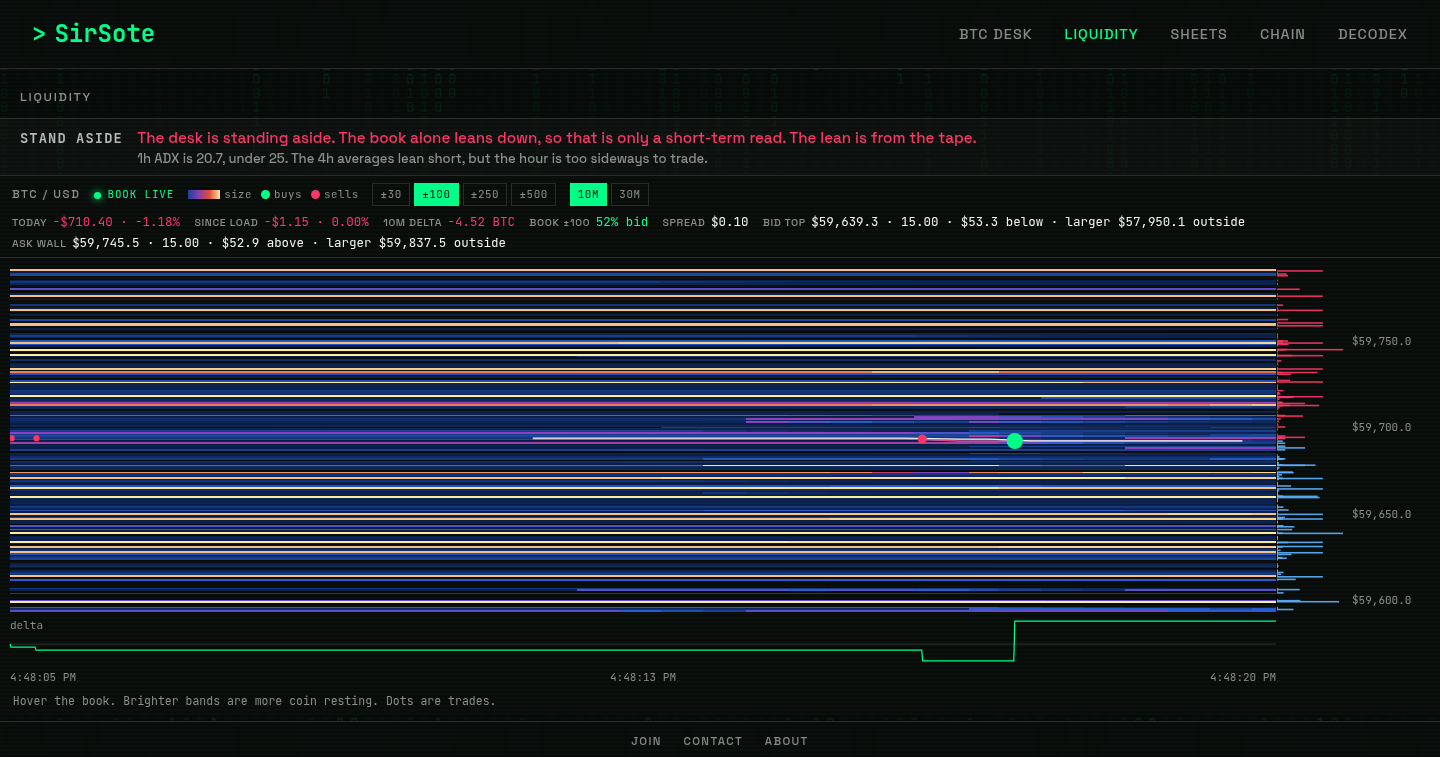 > SirSote
BTC DESK LIQUIDITY SHEETS CHAIN DECODEX
LIQUIDITY
STAND ASIDE The desk is standing aside. The book alone leans down, so that is only a short-term read. The lean is from the tape.
1h ADX is 20.7, under 25. The 4h averages lean short, but the hour is too sideways to trade.
BTC / USD BOOK LIVE size buys sells ±30 ±100 ±250 ±500 10M 30M
TODAY -$710.40 · -1.18% SINCE LOAD -$1.15 · 0.00% 10M DELTA -4.52 BTC BOOK ±100 52% bid SPREAD $0.10 BID TOP $59,639.3 · 15.00 · $53.3 below · larger $57,950.1 outside
ASK WALL $59,745.5 · 15.00 · $52.9 above · larger $59,837.5 outside
$59,750.0
$59,700.0
$59,650.0
$59,600.0
delta
4:48:05 PM 4:48:13 PM 4:48:20 PM
Hover the book. Brighter bands are more coin resting. Dots are trades.
JOIN CONTACT ABOUT